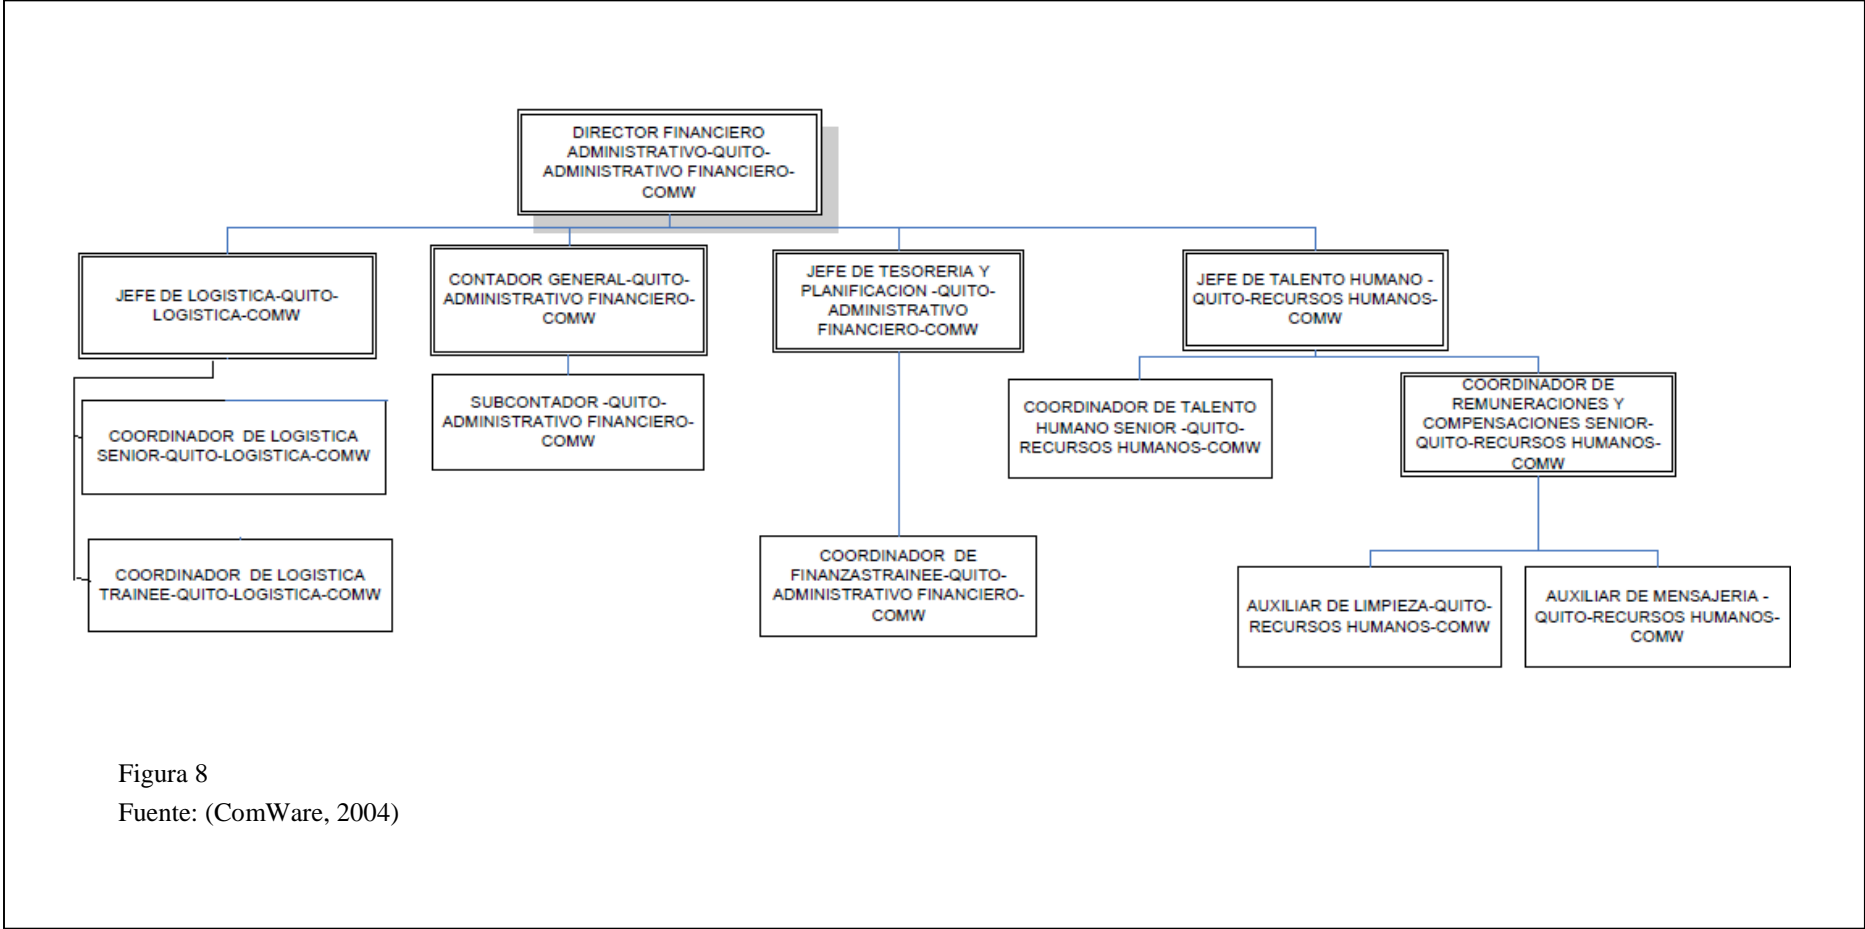 DIRECTOR FINANCIERO
ADMINISTRATIVO-QUITO-
ADMINISTRATIVO FINANCIERO-
COMW
JEFE DE LOGISTICA-QUITO-
LOGISTICA-COMW
CONTADOR GENERAL-QUITO-
ADMINISTRATIVO FINANCIERO-
COMW
JEFE DE TESORERIA Y
PLANIFICACION -QUITO-
ADMINISTRATIVO
FINANCIERO-COMW
JEFE DE TALENTO HUMANO -
QUITO-RECURSOS HUMANOS-
COMW
COORDINADOR DE LOGISTICA
SENIOR-QUITO-LOGISTICA-COMW
SUBCONTADOR -QUITO-
ADMINISTRATIVO FINANCIERO-
COMW
COORDINADOR DE TALENTO
HUMANO SENIOR -QUITO-
RECURSOS HUMANOS-COMW
COORDINADOR DE
REMUNERACIONES Y
COMPENSACIONES SENIOR-
QUITO-RECURSOS HUMANOS-
COMW
COORDINADOR DE LOGISTICA
TRAINEE-QUITO-LOGISTICA-COMW
COORDINADOR DE
FINANZASTRAINEE-QUITO-
ADMINISTRATIVO FINANCIERO-
COMW
AUXILIAR DE LIMPIEZA-QUITO-
RECURSOS HUMANOS-COMW
AUXILIAR DE MENSAJERIA -
QUITO-RECURSOS HUMANOS-
COMW
Figura 8
Fuente: (ComWare, 2004)